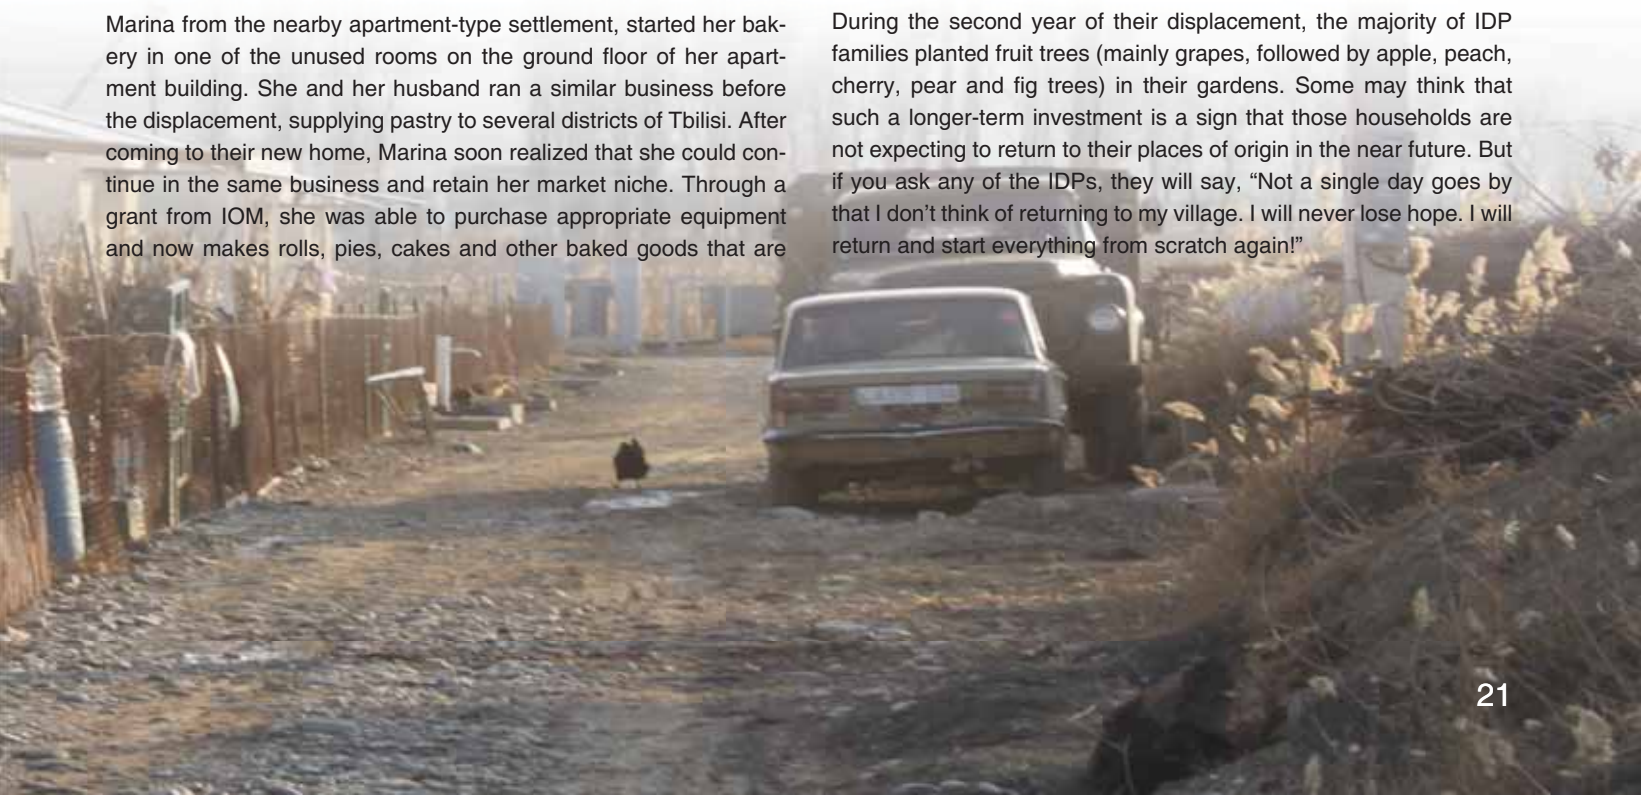 Marina from the nearby apartment-type settlement, started her bak-
ery in one of the unused rooms on the ground floor of her apart-
ment building. She and her husband ran a similar business before
the displacement, supplying pastry to several districts of Tbilisi. After
coming to their new home, Marina soon realized that she could con-
tinue in the same business and retain her market niche. Through a
grant from IOM, she was able to purchase appropriate equipment
and now makes rolls, pies, cakes and other baked goods that are
During the second year of their displacement, the majority of IDP
families planted fruit trees (mainly grapes, followed by apple, peach,
cherry, pear and fig trees) in their gardens. Some may think that
such a longer-term investment is a sign that those households are
not expecting to return to their places of origin in the near future. But
if you ask any of the IDPs, they will say, “Not a single day goes by
that I don’t think of returning to my village. I will never lose hope. I will
return and start everything from scratch again!”
21